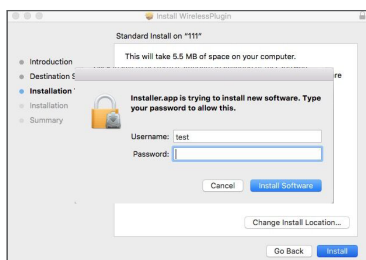 Install WirelessPlugin
Standard Install on "111"
This will take 5.5 MB of space on your computer.
Introduction
Destination S
Installation
Installation
Summary
Installer.app is trying to install new software. Type
your password to allow this.
Username: test
Password:
Cancel Install Software
Change Install Location...
Go Back Install